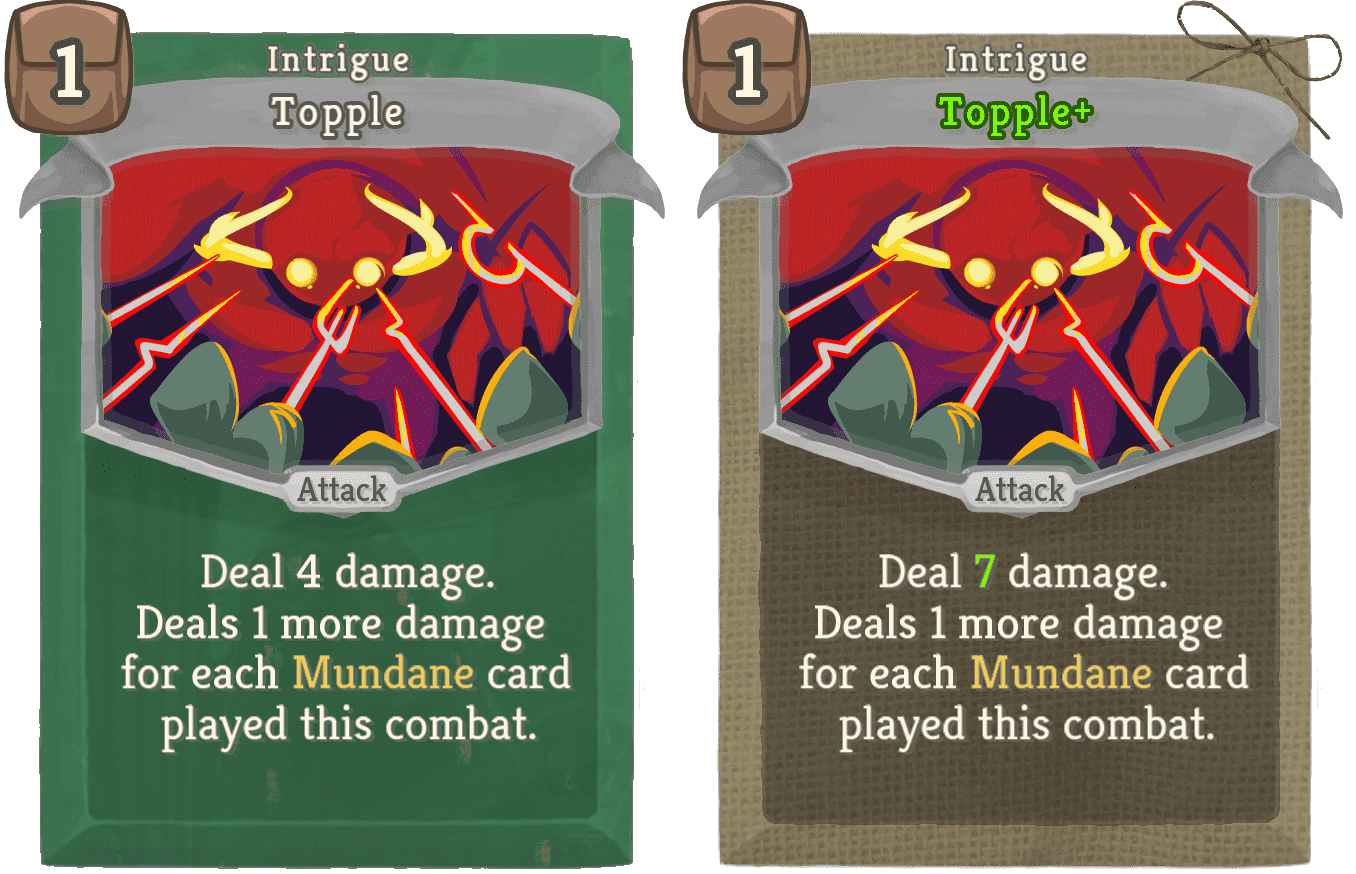 1
Intrigue
Topple
Attack
Deal 4 damage.
Deals 1 more damage
for each Mundane card
played this combat.
1
Intrigue
Topple+
Attack
Deal 7 damage.
Deals 1 more damage
for each Mundane card
played this combat.